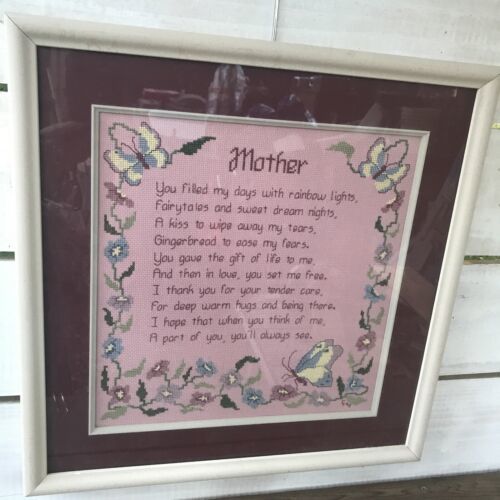 Mother
You filled my days with rainbow lights,
Fairytales and sweet dream nights,
A kiss to wipe away my tears,
Gingerbread to ease my fears.
You gave the gift of life to me
And then in love, you set me free.
I thank you for your tender care,
For deep warm hugs and being there.
I hope that when you think of me,
A part of you, you'll always see.